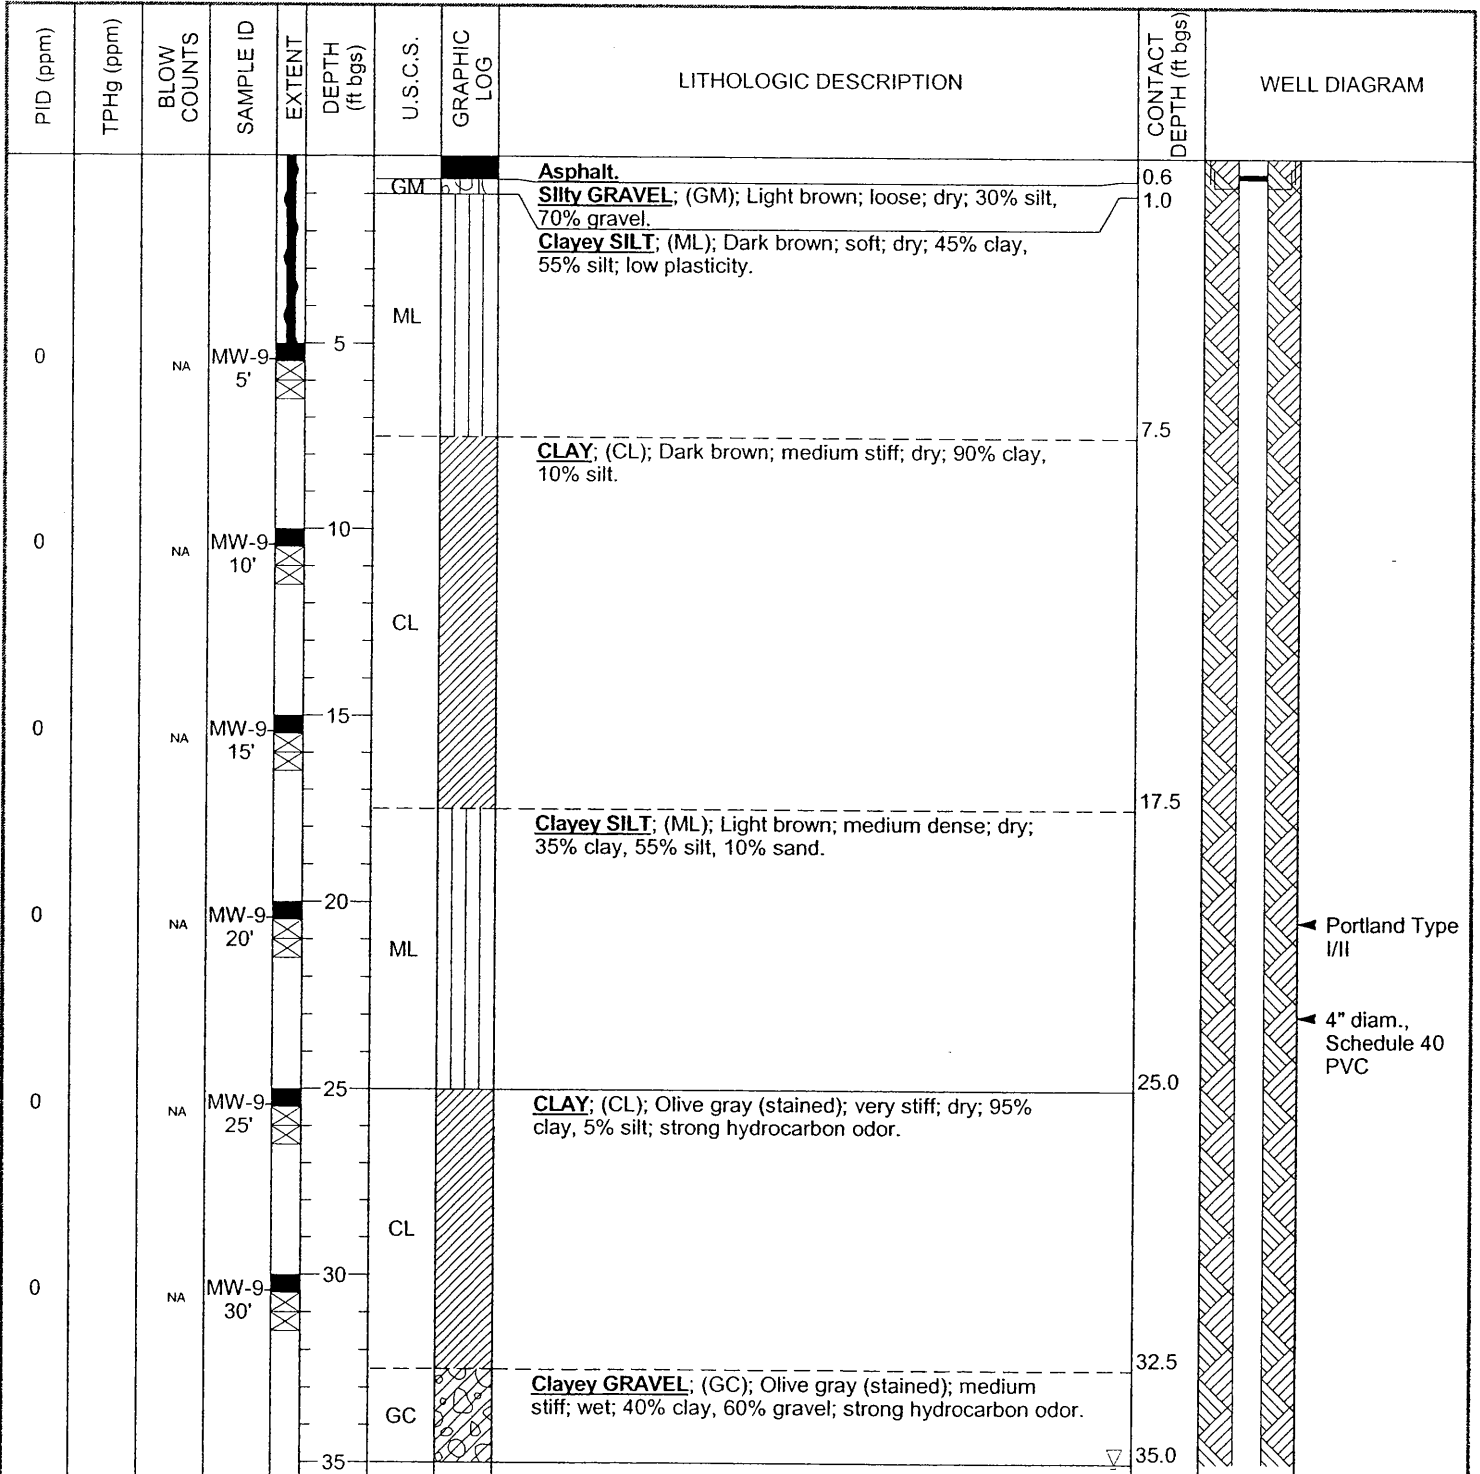 PID (ppm)
TPHg (ppm)
BLOW
COUNTS
SAMPLE ID
EXTENT
DEPTH
(ft bgs)
U.S.C.S.
GRAPHIC
LOG
LITHOLOGIC DESCRIPTION
CONTACT
DEPTH (ft bgs)
WELL DIAGRAM
Asphalt.
0.6
GM
Silty GRAVEL; (GM); Light brown; loose; dry; 30% silt,
70% gravel.
1.0
Clayey SILT; (ML); Dark brown; soft; dry; 45% clay,
55% silt; low plasticity.
ML
5
0
NA
MW-9
5'
7.5
CLAY; (CL); Dark brown; medium stiff; dry; 90% clay,
10% silt.
10
0
NA
MW-9
10'
CL
15
0
NA
MW-9
15'
17.5
Clayey SILT; (ML); Light brown; medium dense; dry;
35% clay, 55% silt, 10% sand.
20
0
NA
MW-9
20'
ML
Portland Type
I/II
4" diam.,
Schedule 40
PVC
25
25.0
0
NA
MW-9
25'
CLAY; (CL); Olive gray (stained); very stiff; dry; 95%
clay, 5% silt; strong hydrocarbon odor.
CL
30
0
NA
MW-9
30'
32.5
Clayey GRAVEL; (GC); Olive gray (stained); medium
stiff; wet; 40% clay, 60% gravel; strong hydrocarbon odor.
GC
35
35.0